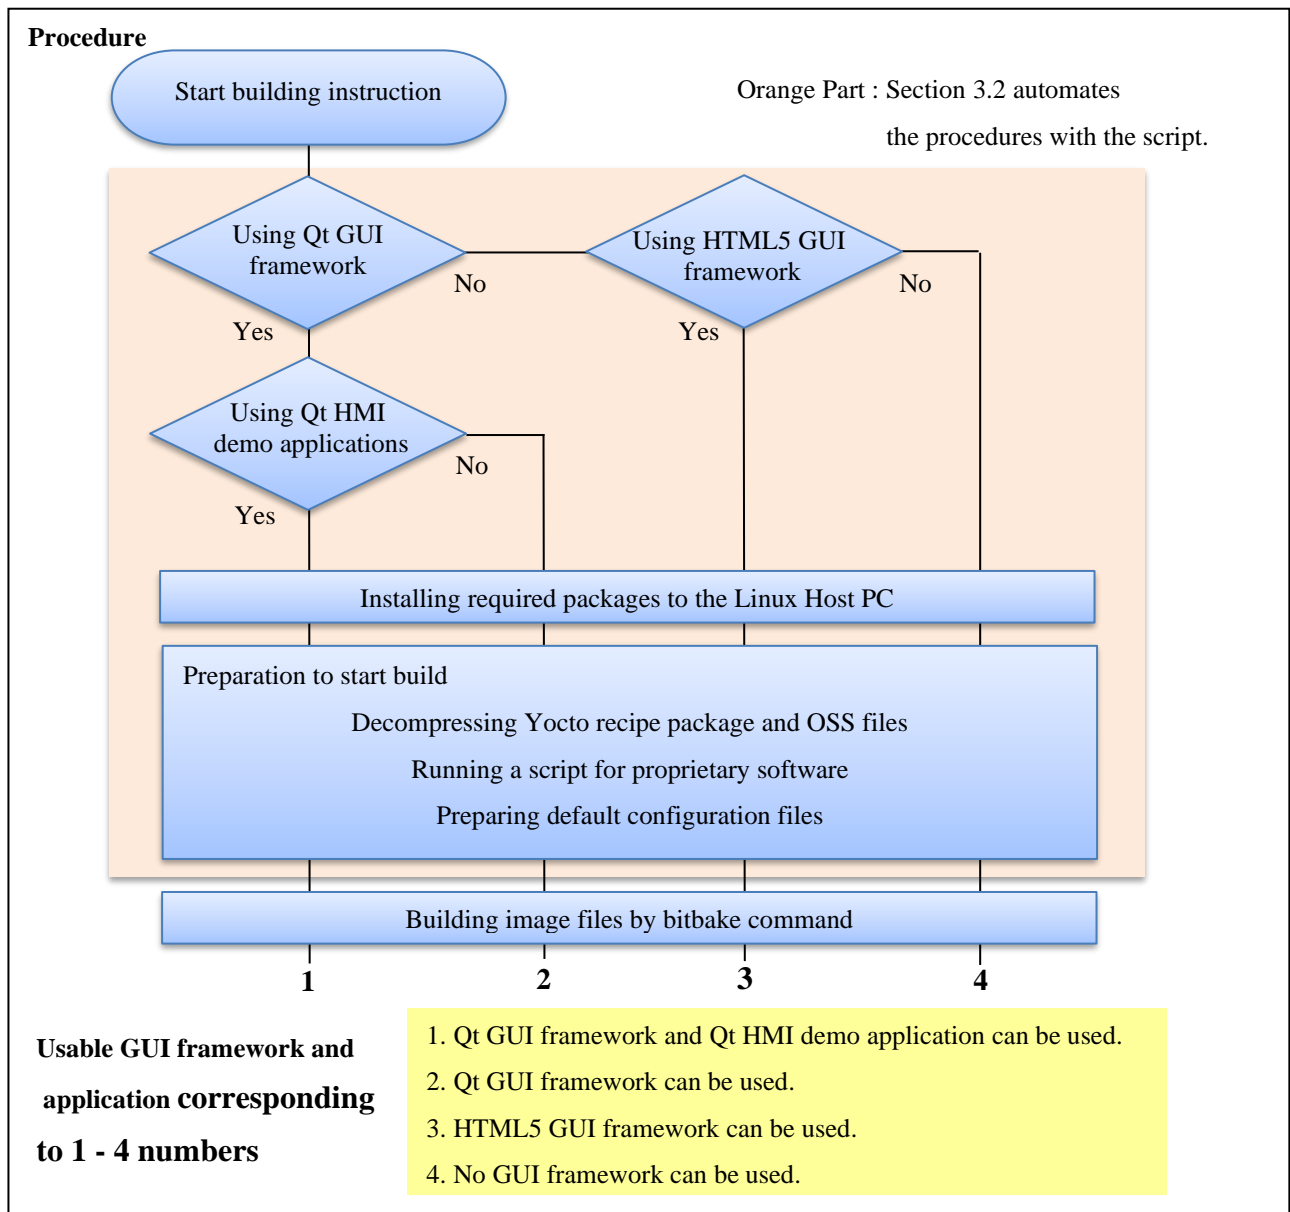 Procedure
Start building instruction
Orange Part : Section 3.2 automates
the procedures with the script.
Using Qt GUI
framework
No
Yes
Using HTML5 GUI
framework
No
Yes
Using Qt HMI
demo applications
No
Yes
Installing required packages to the Linux Host PC
Preparation to start build
Decompressing Yocto recipe package and OSS files
Running a script for proprietary software
Preparing default configuration files
Building image files by bitbake command
1
2
3
4
Usable GUI framework and
application corresponding
to 1 - 4 numbers
1. Qt GUI framework and Qt HMI demo application can be used.
2. Qt GUI framework can be used.
3. HTML5 GUI framework can be used.
4. No GUI framework can be used.